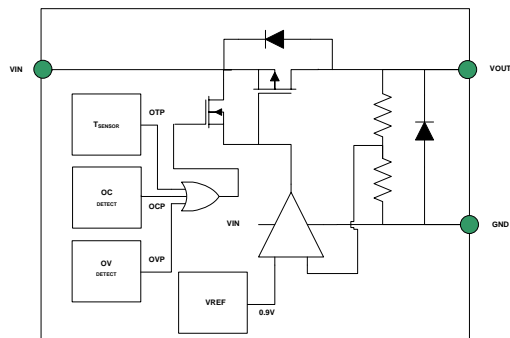 VIN
VOUT
OTP
TSENSOR
OC
DETECT
OCP
OV
DETECT
OVP
VIN
GND
VREF
0.9V